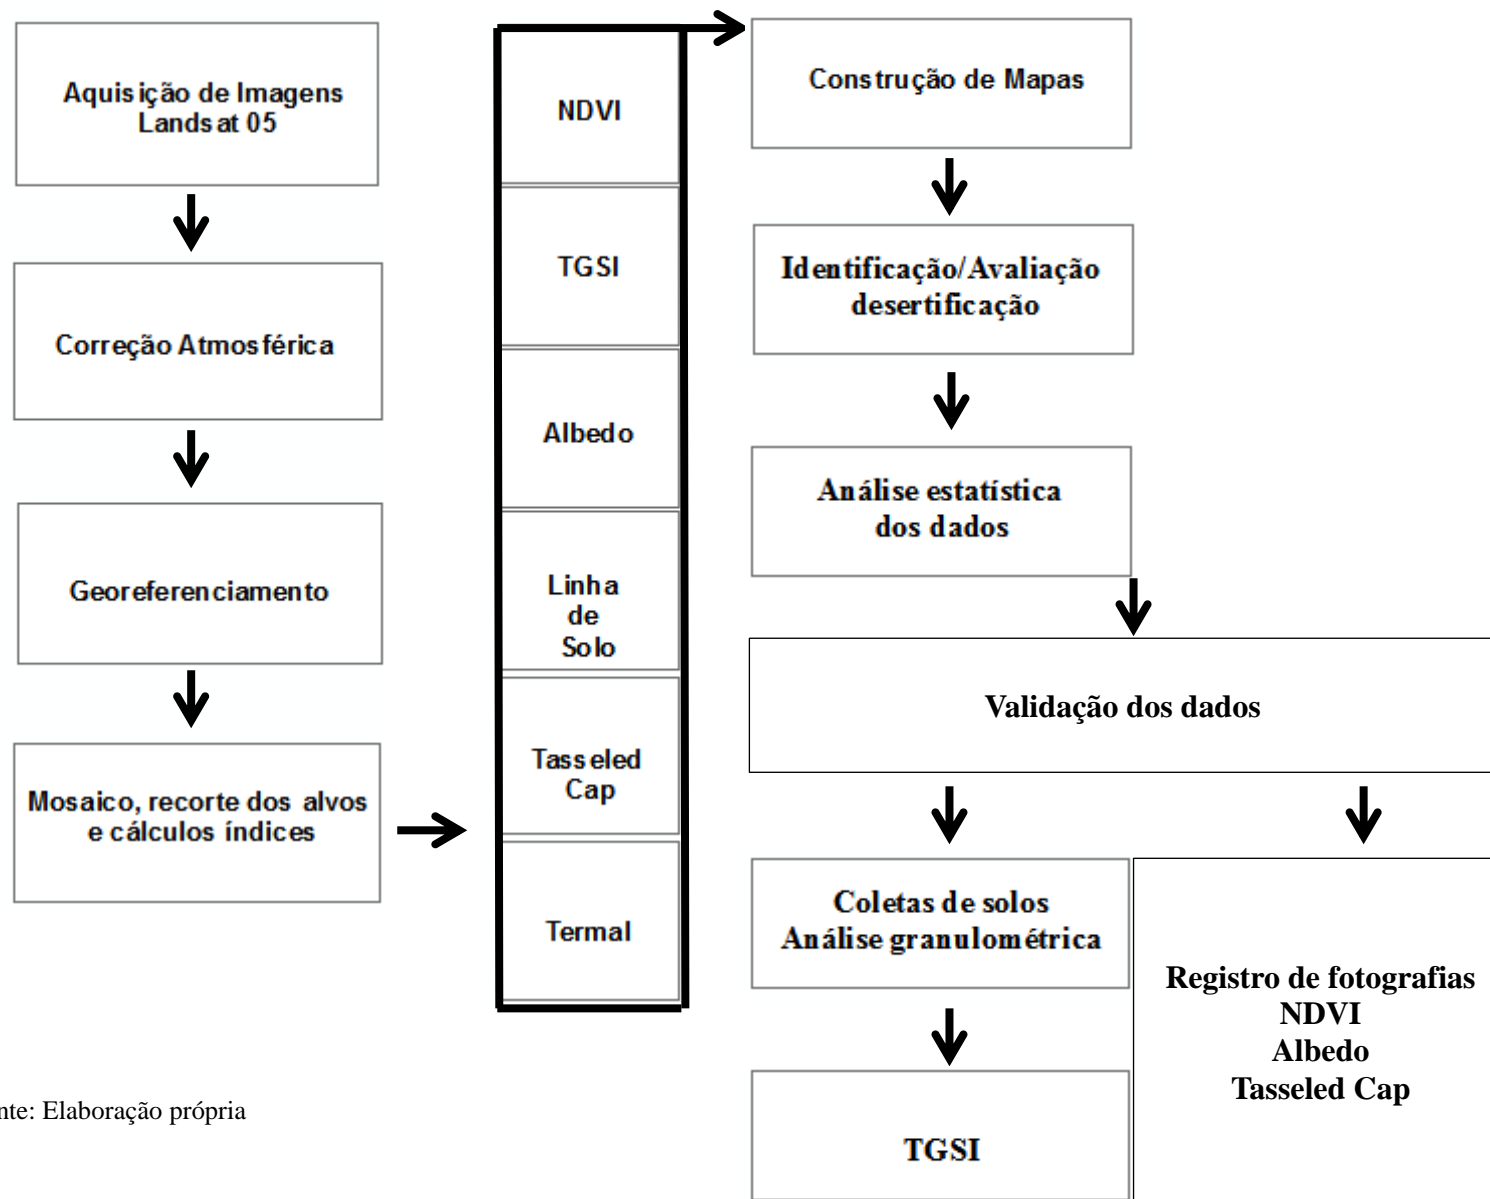 Aquisição de Imagens
Landsat 05
Correção Atmosférica
Georeferenciamento
Mosaico, recorte dos alvos
e cálculos índices
NDVI
TGSI
Albedo
Linha
de
Solo
Tasseled
Cap
Termal
Construção de Mapas
Identificação/Avaliação
desertificação
Análise estatística
dos dados
Validação dos dados
Coletas de solos
Análise granulométrica
TGSI
Registro de fotografias
NDVI
Albedo
Tasseled Cap
nte: Elaboração própria